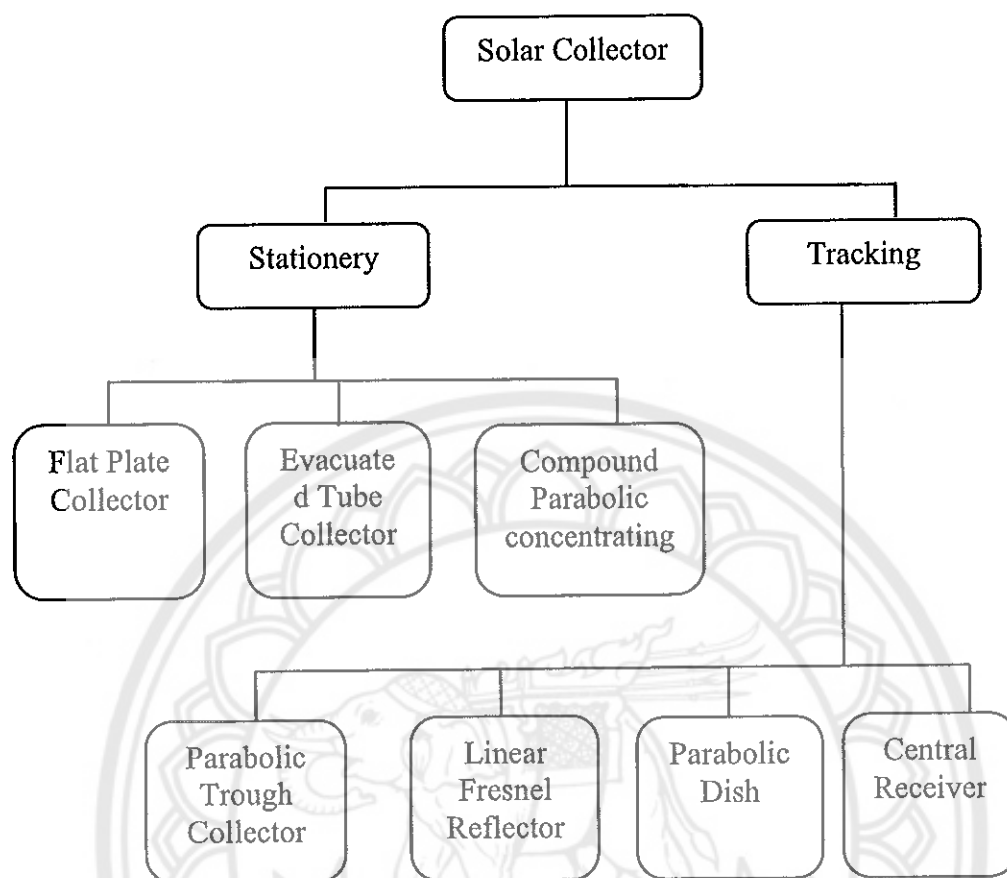 Solar Collector
Stationery
Tracking
Flat Plate
Collector
Evacuate
d Tube
Collector
Compound
Parabolic
concentrating
Parabolic
Trough
Collector
Linear
Fresnel
Reflector
Parabolic
Dish
Central
Receiver